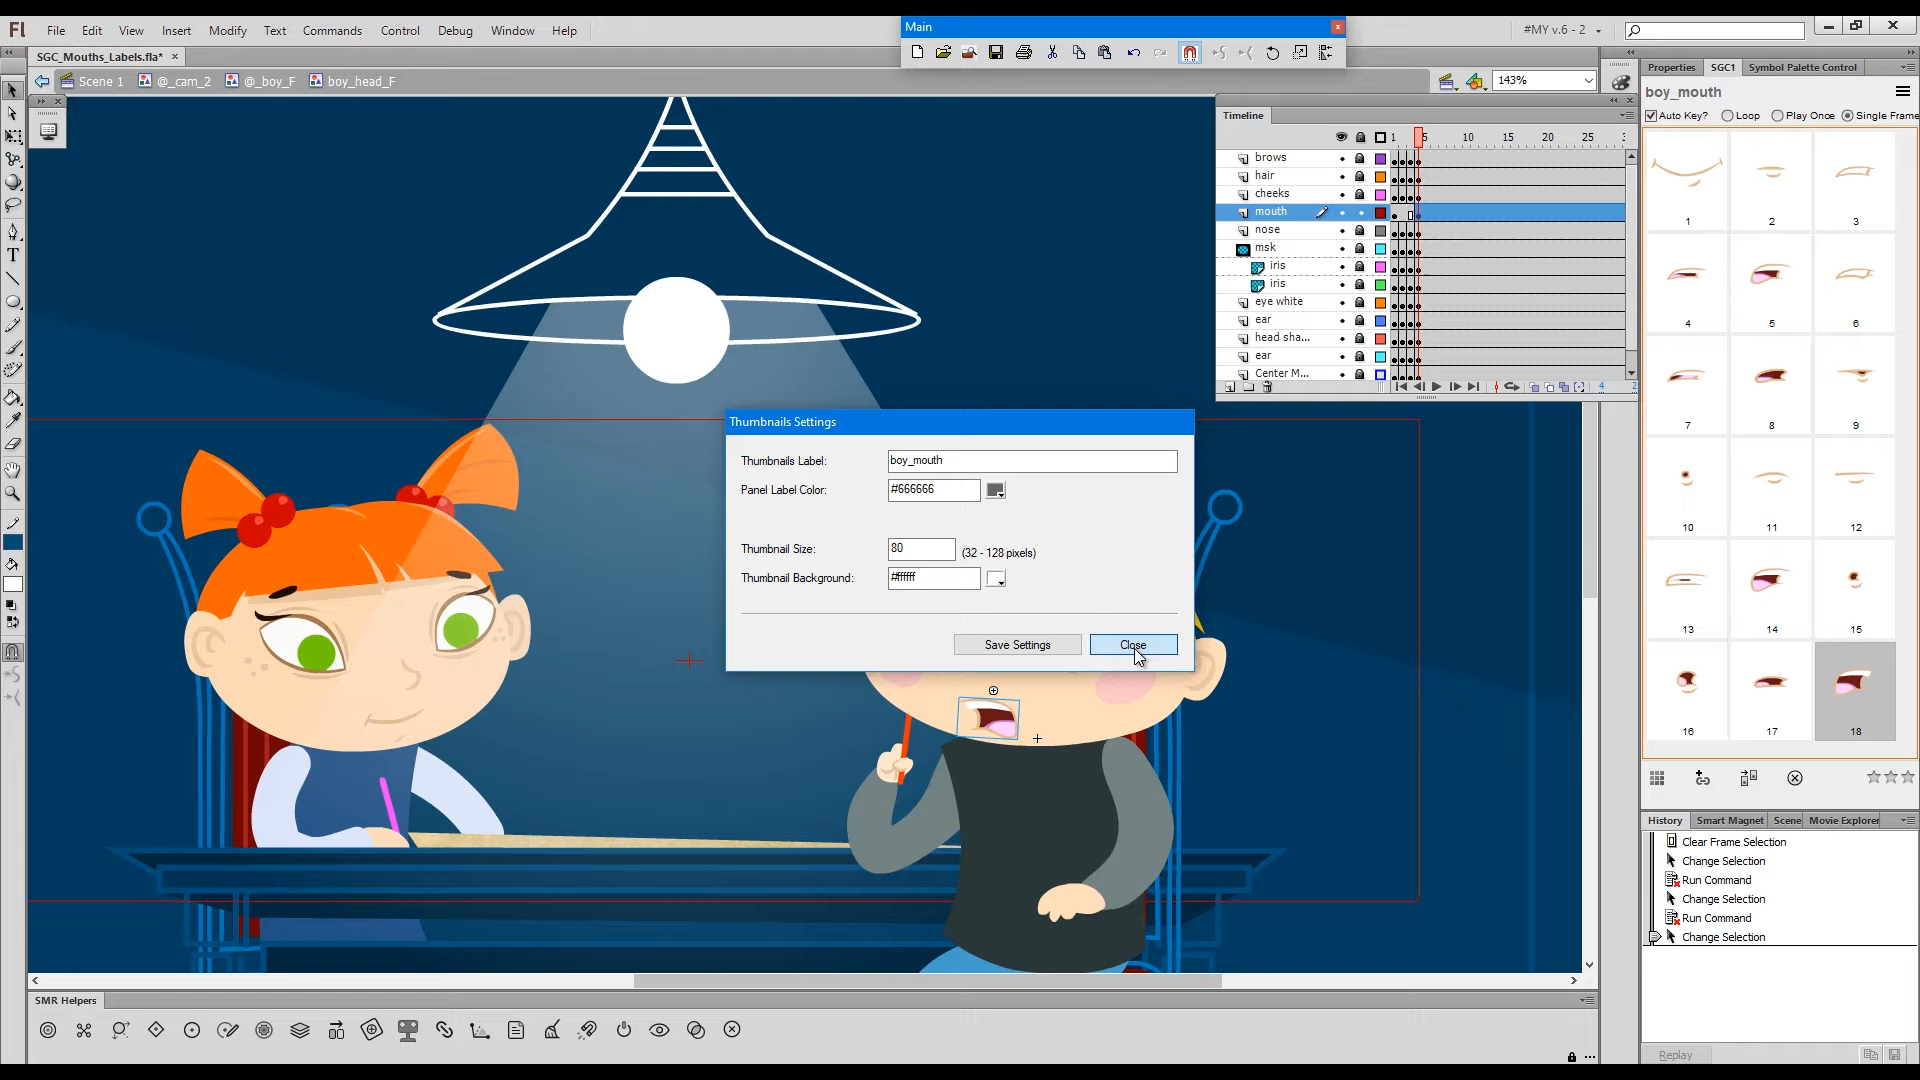 Main
Fl File Edit View Insert Modify Text Commands Control Debug Window Help
#MY v.6 - 2
SGC_Mouths_Labels.fla*
Scene 1 @_cam_2 @_boy_F boy_head_F
143%
Properties SGC1 Symbol Palette Control
boy_mouth
Auto Key? Loop Play Once Single Frame
Timeline
1 5 10 15 20 25
brows
hair
cheeks
mouth
nose
msk
iris
iris
eye white
ear
head sha...
ear
Center M...
4
1 2 3
4 5 6
7 8 9
10 11 12
13 14 15
16 17 18
Thumbnails Settings
Thumbnails Label: boy_mouth
Panel Label Color: #666666
Thumbnail Size: 80 (32 - 128 pixels)
Thumbnail Background: #ffffff
Save Settings Close
History Smart Magnet Scene Movie Explorer
Clear Frame Selection
Change Selection
Run Command
Change Selection
Run Command
Change Selection
Replay
SMR Helpers